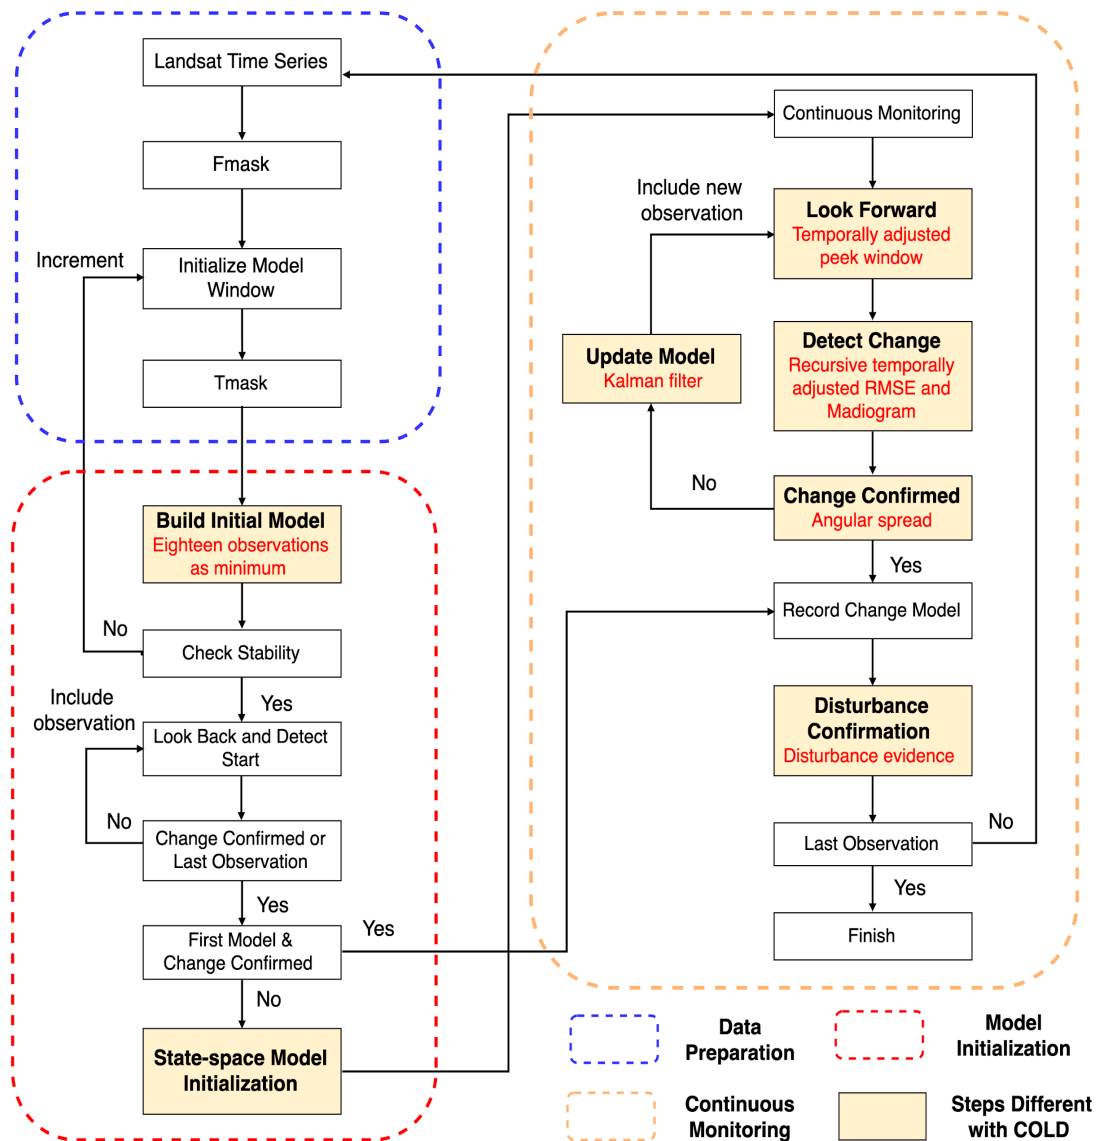 Landsat Time Series
Fmask
Increment
Initialize Model
Window
Tmask
Build Initial Model
Eighteen observations
as minimum
No
Check Stability
Yes
Include
observation
Look Back and Detect
Start
No
Change Confirmed or
Last Observation
Yes
First Model &
Change Confirmed
Yes
No
State-space Model
Initialization
Continuous Monitoring
Include new
observation
Look Forward
Temporally adjusted
peek window
Detect Change
Recursive temporally
adjusted RMSE and
Madiogram
Update Model
Kalman filter
No
Change Confirmed
Angular spread
Yes
Record Change Model
Disturbance
Confirmation
Disturbance evidence
Last Observation
No
Yes
Finish
Data
Preparation
Model
Initialization
Continuous
Monitoring
Steps Different
with COLD